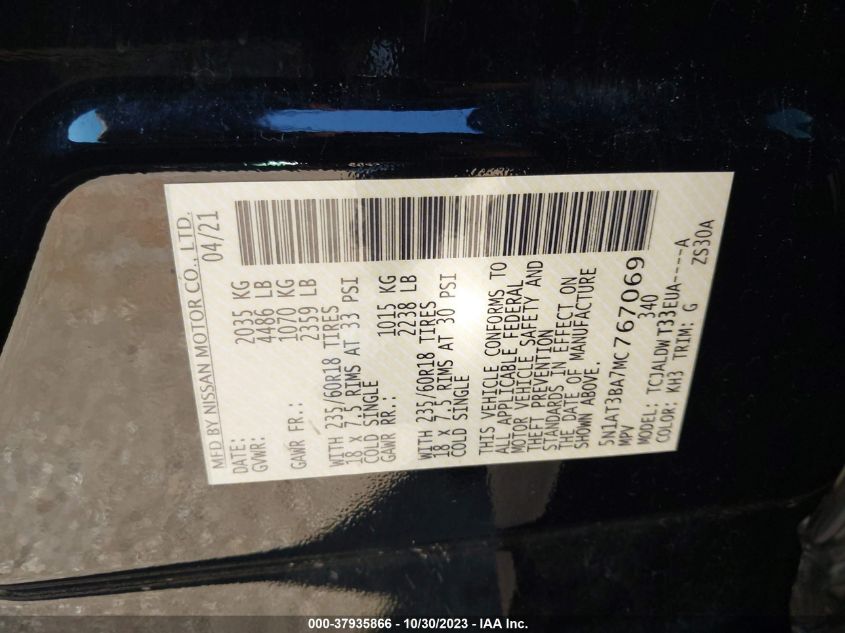 MFD BY NISSAN MOTOR CO., LTD.
DATE: 04/21
GVWR: 2035 KG
4486 LB
GAWR FR.: 1070 KG
2359 LB
WITH 235/60R18 TIRES
18 X 7.5 RIMS AT 33 PSI
COLD SINGLE
GAWR RR.: 1015 KG
2238 LB
WITH 235/60R18 TIRES
18 X 7.5 RIMS AT 30 PSI
COLD SINGLE
THIS VEHICLE CONFORMS TO
ALL APPLICABLE FEDERAL
MOTOR VEHICLE SAFETY AND
THEFT PREVENTION
STANDARDS IN EFFECT ON
THE DATE OF MANUFACTURE
SHOWN ABOVE.
5N1AT3BA7MC767069
MPV 340
MODEL: TCJALDWT33EUA----A
COLOR: KH3 TRIM: G ZS30A
000-37935866 - 10/30/2023 - IAA Inc.